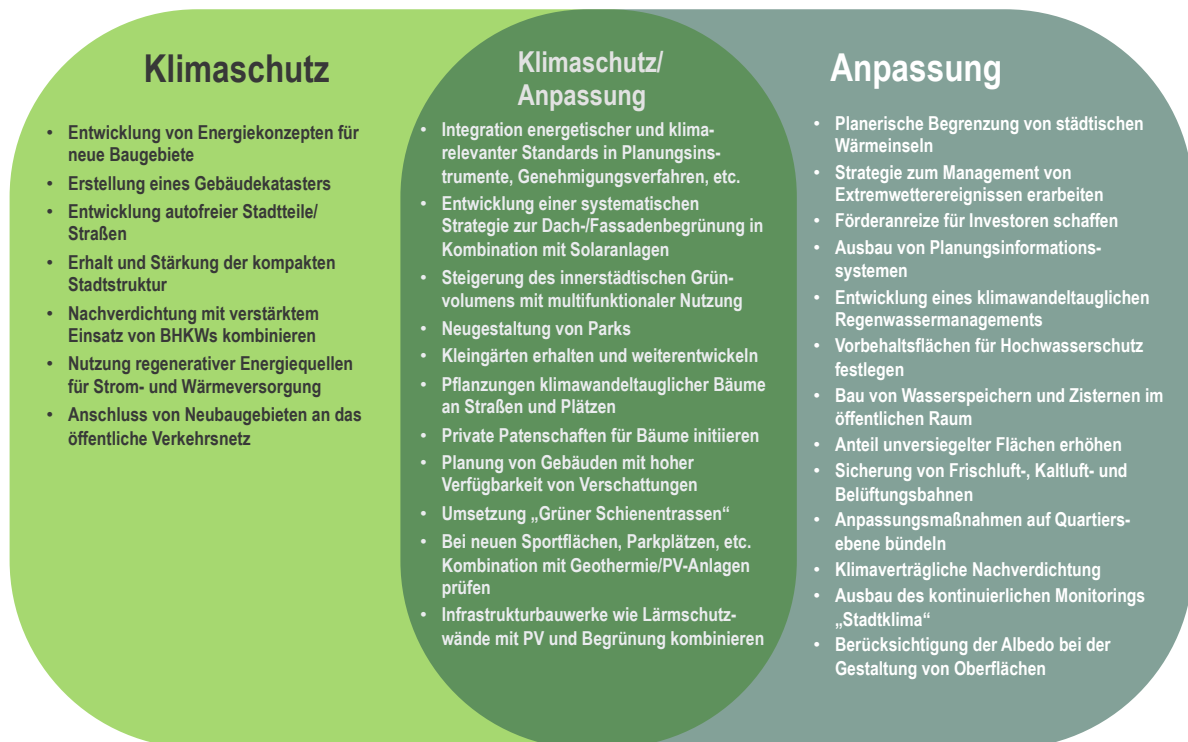 Klimaschutz
• Entwicklung von Energiekonzepten für
neue Baugebiete
• Erstellung eines Gebäudekatasters
• Entwicklung autofreier Stadtteile/
Straßen
• Erhalt und Stärkung der kompakten
Stadtstruktur
• Nachverdichtung mit verstärktem
Einsatz von BHKWs kombinieren
• Nutzung regenerativer Energiequellen
für Strom- und Wärmeversorgung
• Anschluss von Neubaugebieten an das
öffentliche Verkehrsnetz
Klimaschutz/
Anpassung
• Integration energetischer und klima-
relevanter Standards in Planungsins-
trumente, Genehmigungsverfahren, etc.
• Entwicklung einer systematischen
Strategie zur Dach-/Fassadenbegrünung in
Kombination mit Solaranlagen
• Steigerung des innerstädtischen Grün-
volumens mit multifunktionaler Nutzung
• Neugestaltung von Parks
• Kleingärten erhalten und weiterentwickeln
• Pflanzungen klimawandeltauglicher Bäume
an Straßen und Plätzen
• Private Patenschaften für Bäume initiieren
• Planung von Gebäuden mit hoher
Verfügbarkeit von Verschattungen
• Umsetzung „Grüner Schienentrassen“
• Bei neuen Sportflächen, Parkplätzen, etc.
Kombination mit Geothermie/PV-Anlagen
prüfen
• Infrastrukturbauwerke wie Lärmschutz-
wände mit PV und Begrünung kombinieren
Anpassung
• Planerische Begrenzung von städtischen
Wärmeinseln
• Strategie zum Management von
Extremwetterereignissen erarbeiten
• Förderanreize für Investoren schaffen
• Ausbau von Planungsinformations-
systemen
• Entwicklung eines klimawandeltauglichen
Regenwassermanagements
• Vorbehaltsflächen für Hochwasserschutz
festlegen
• Bau von Wasserspeichern und Zisternen im
öffentlichen Raum
• Anteil unversiegelter Flächen erhöhen
• Sicherung von Frischluft-, Kaltluft- und
Belüftungsbahnen
• Anpassungsmaßnahmen auf Quartiers-
ebene bündeln
• Klimaverträgliche Nachverdichtung
• Ausbau des kontinuierlichen Monitorings
„Stadtklima“
• Berücksichtigung der Albedo bei der
Gestaltung von Oberflächen